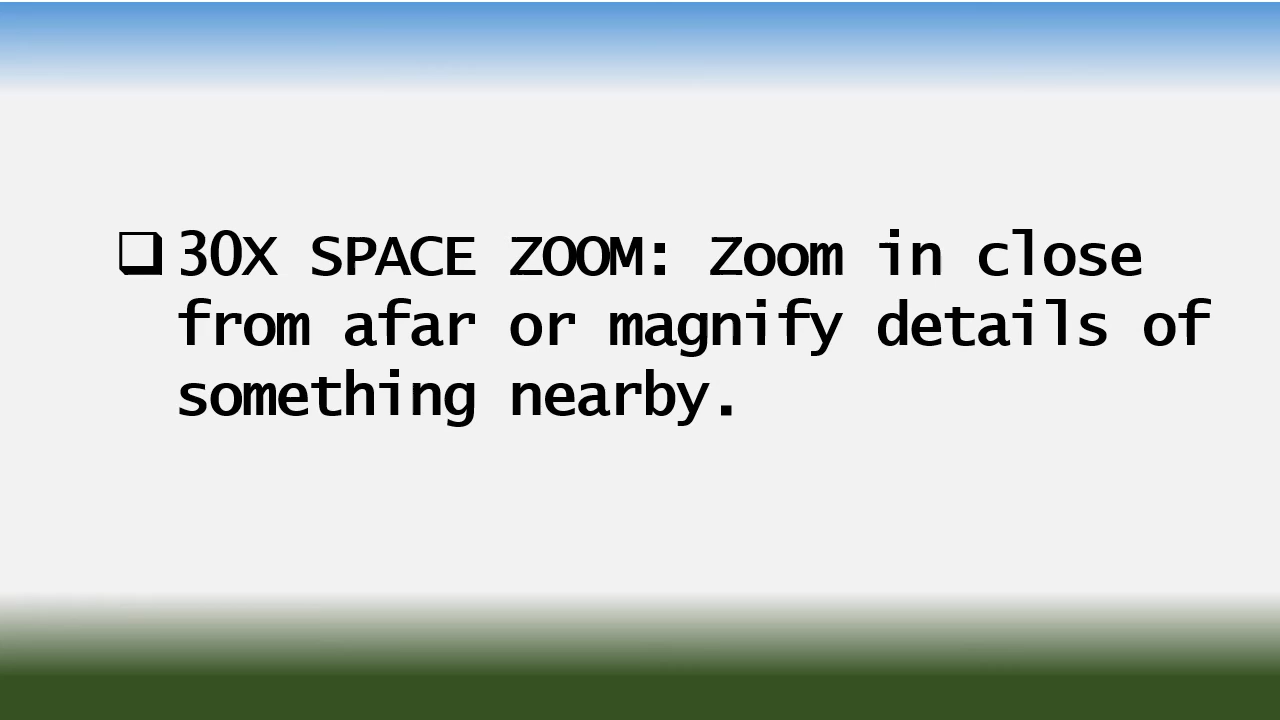 ❑ 30X SPACE ZOOM: Zoom in close
from afar or magnify details of
something nearby.